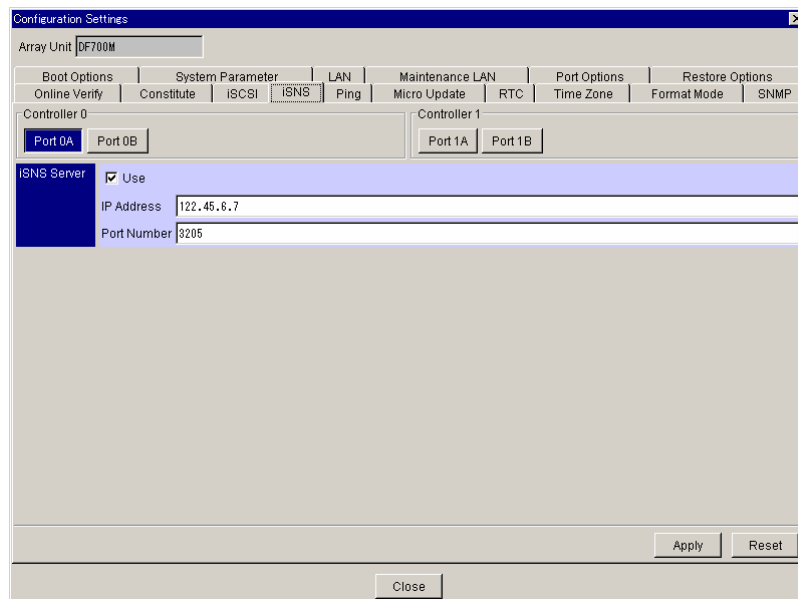 Configuration Settings
Array Unit DF700M
Boot Options System Parameter LAN Maintenance LAN Port Options Restore Options
Online Verify Constitute iSCSI iSNS Ping Micro Update RTC Time Zone Format Mode SNMP
Controller 0 Controller 1
Port 0A Port 0B Port 1A Port 1B
iSNS Server Use
IP Address 122.45.6.7
Port Number 3205
Apply Reset
Close